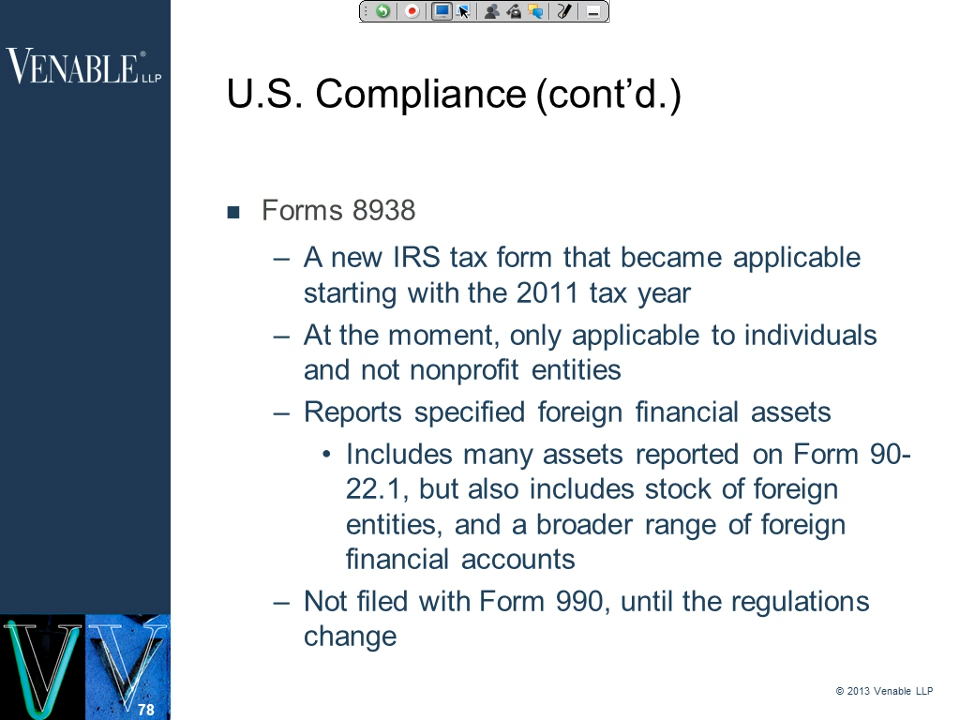 VENABLE® LLP
U.S. Compliance (cont’d.)
■ Forms 8938
– A new IRS tax form that became applicable
starting with the 2011 tax year
– At the moment, only applicable to individuals
and not nonprofit entities
– Reports specified foreign financial assets
• Includes many assets reported on Form 90-
22.1, but also includes stock of foreign
entities, and a broader range of foreign
financial accounts
– Not filed with Form 990, until the regulations
change
V V
78
© 2013 Venable LLP